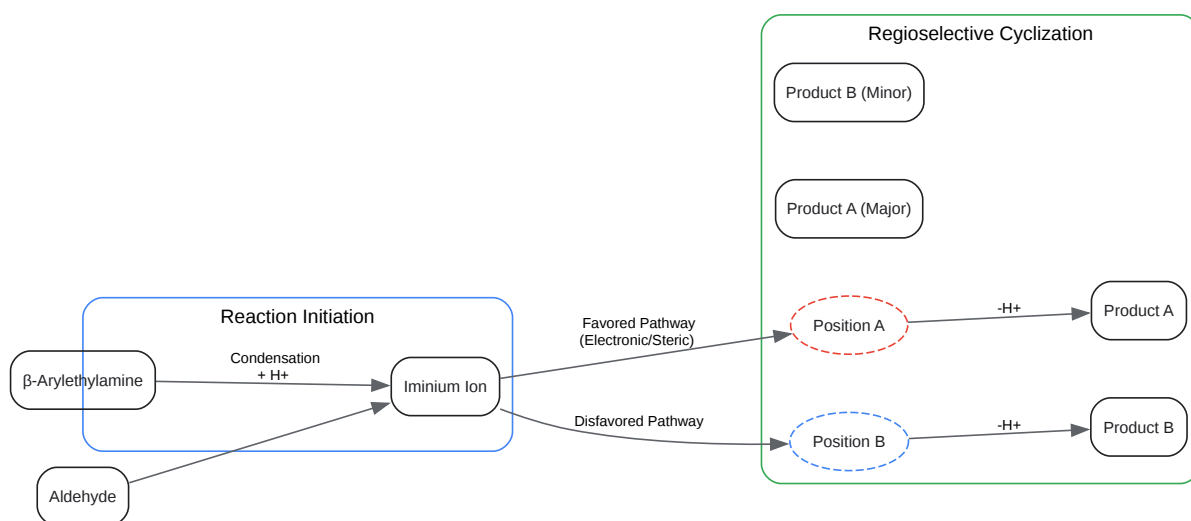 Regioselective Cyclization
Product B (Minor)
Product A (Major)
Reaction Initiation
β-Arylethylamine
Condensation
+ H+
Iminium Ion
Aldehyde
Favored Pathway
(Electronic/Steric)
Disfavored Pathway
Position A
-H+
Product A
Position B
-H+
Product B